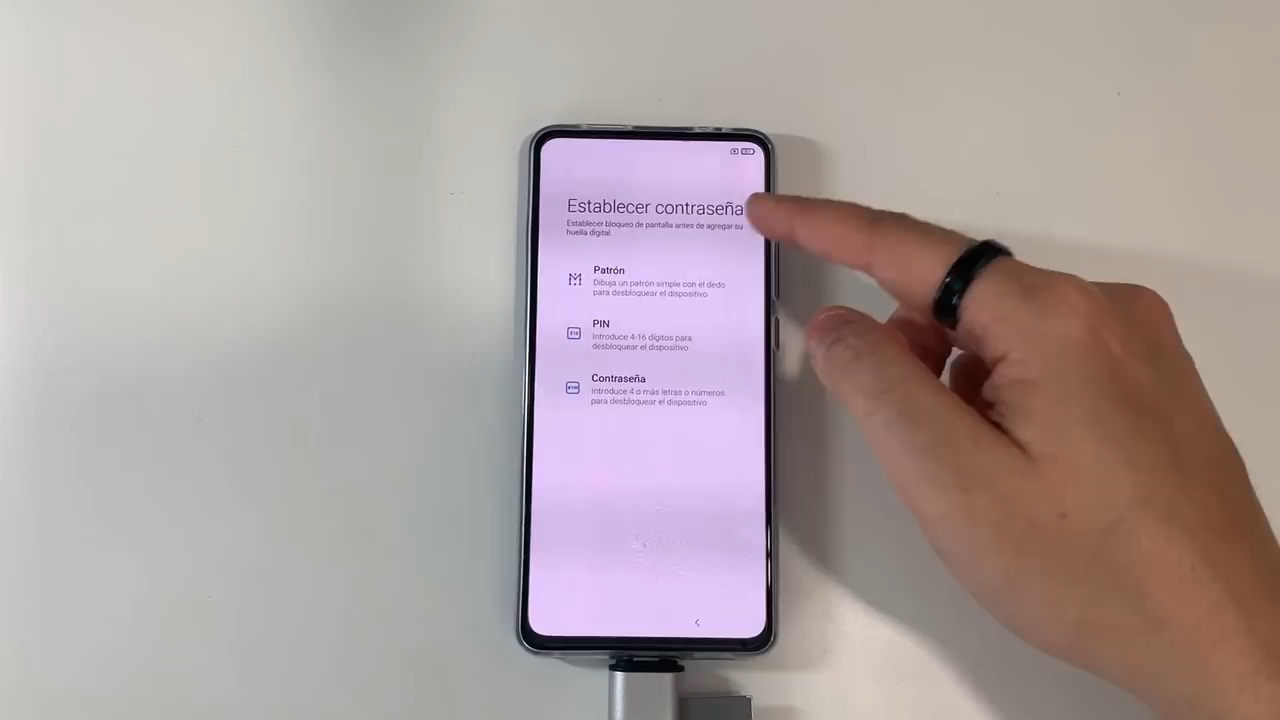 Establecer contraseña
Establecer bloqueo de pantalla antes de agregar su
huella digital.
Patrón
Dibuja un patrón simple con el dedo
para desbloquear el dispositivo
PIN
Introduce 4-16 dígitos para
desbloquear el dispositivo
Contraseña
Introduce 4 o más letras o números
para desbloquear el dispositivo